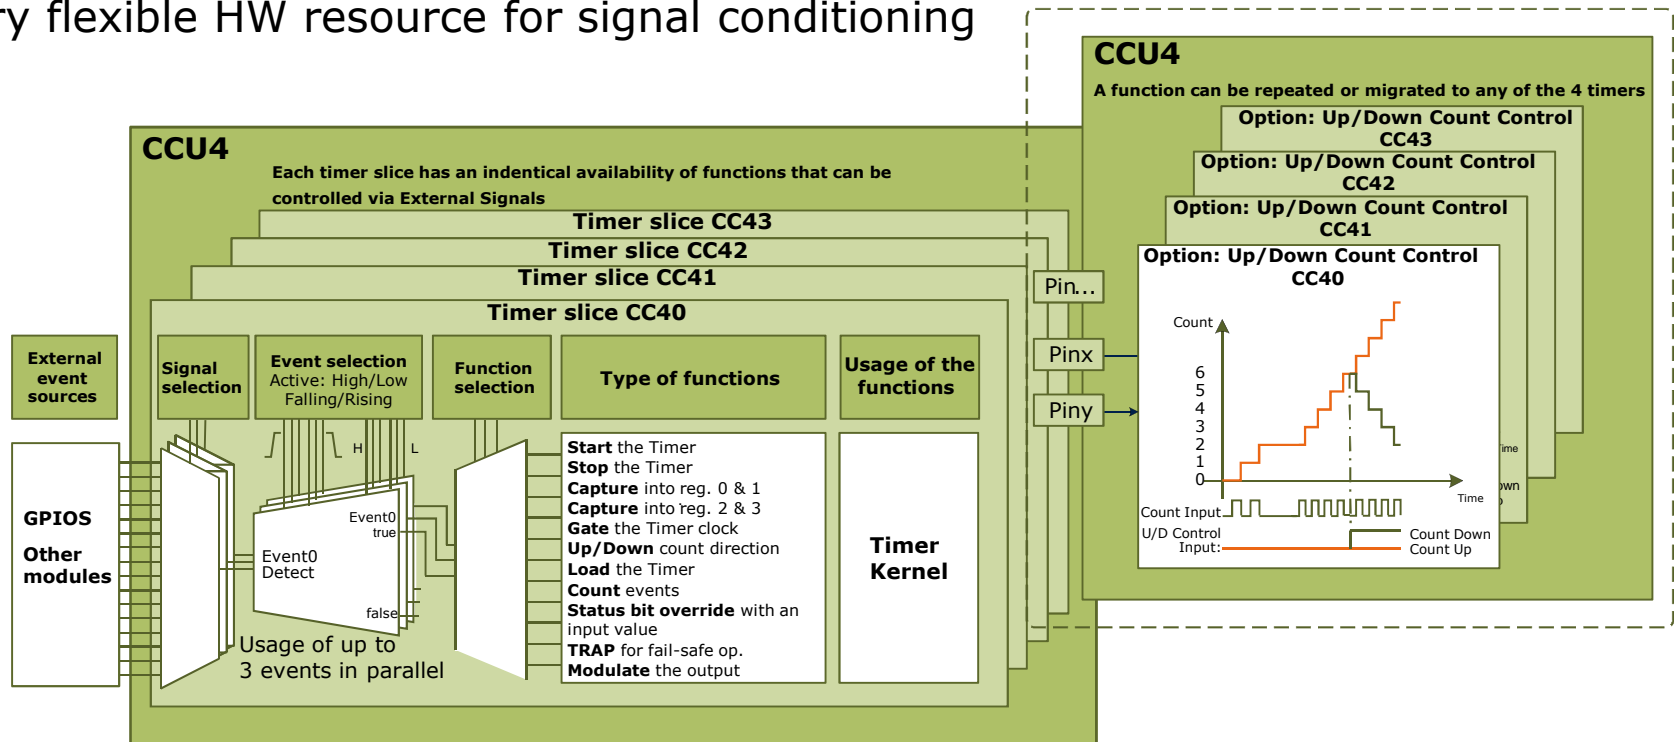 ry flexible HW resource for signal conditioning
CCU4
Each timer slice has an indentical availability of functions that can be
controlled via External Signals
Timer slice CC43
Timer slice CC42
Timer slice CC41
Timer slice CC40
External
event
sources
Signal
selection
Event selection
Active: High/Low
Falling/Rising
Function
selection
Type of functions
Usage of the
functions
H
L
GPIOS
Other
modules
Event0
Detect
Event0
true
false
Usage of up to
3 events in parallel
Start the Timer
Stop the Timer
Capture into reg. 0 & 1
Capture into reg. 2 & 3
Gate the Timer clock
Up/Down count direction
Load the Timer
Count events
Status bit override with an
input value
TRAP for fail-safe op.
Modulate the output
Timer
Kernel
Pin...
Pinx
Piny
CCU4
A function can be repeated or migrated to any of the 4 timers
Option: Up/Down Count Control
CC43
Option: Up/Down Count Control
CC42
Option: Up/Down Count Control
CC41
Option: Up/Down Count Control
CC40
Count
6
5
4
3
2
1
0
Time
Count Input
U/D Control
Input:
Count Down
Count Up